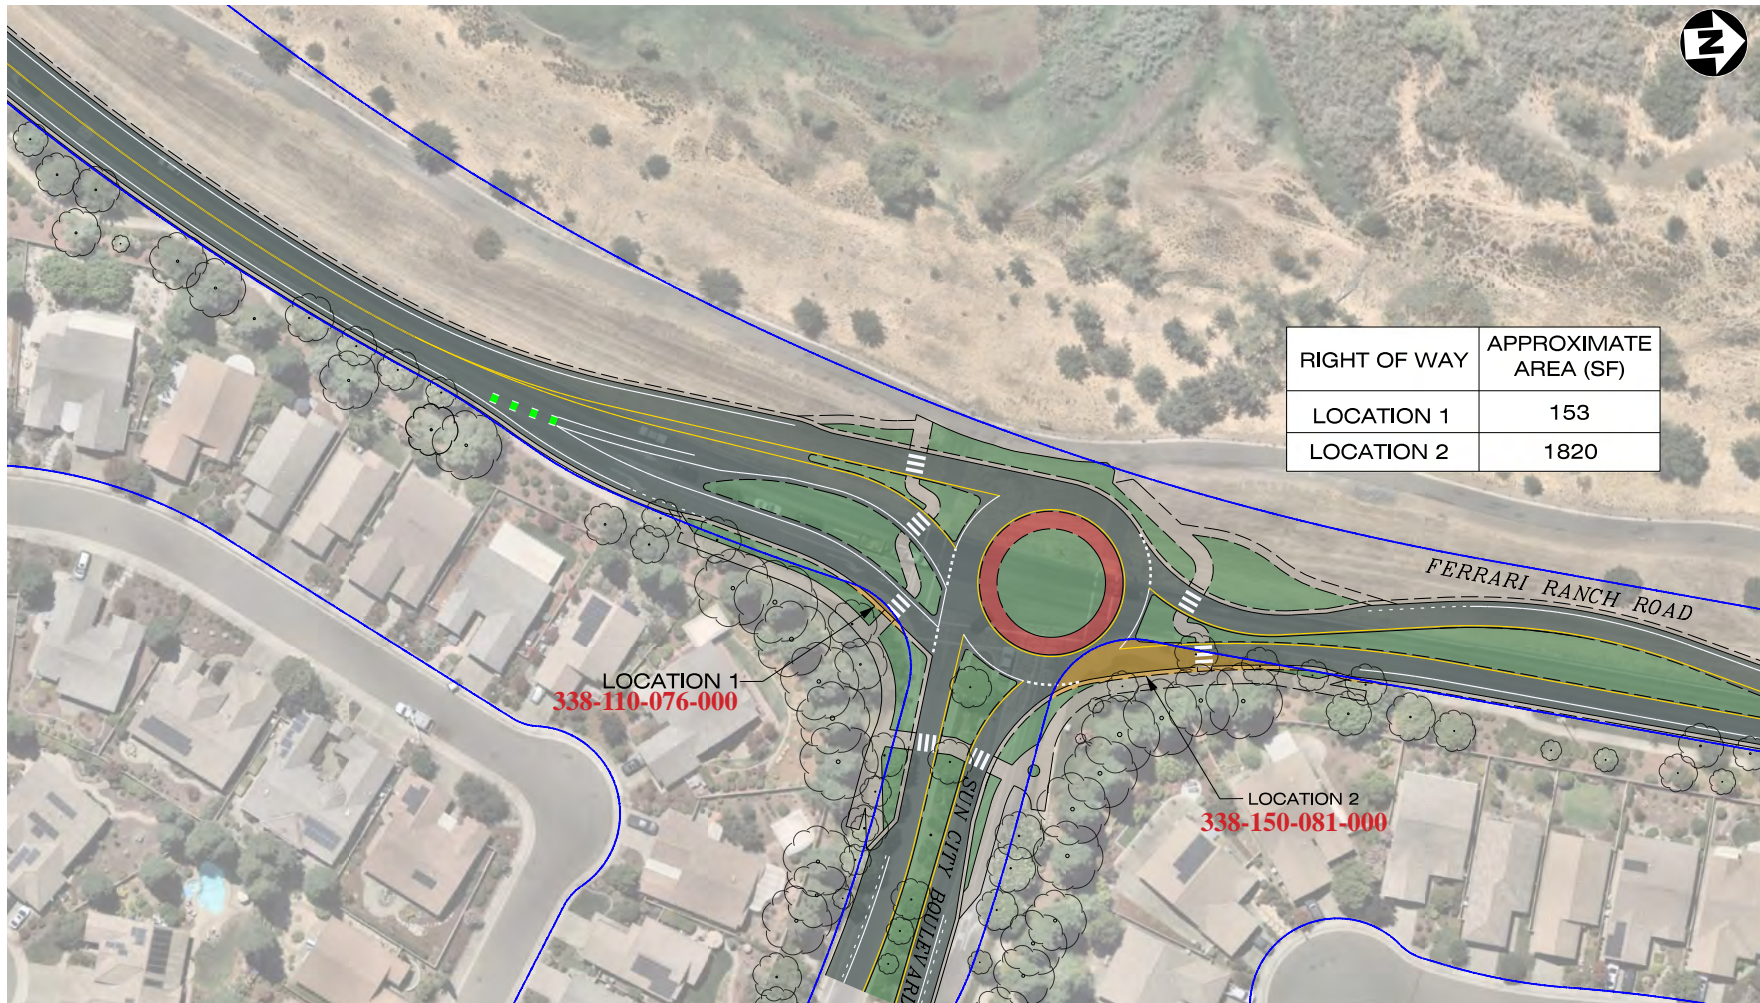 N
RIGHT OF WAY
APPROXIMATE
AREA (SF)
LOCATION 1
153
LOCATION 2
1820
FERRARI RANCH ROAD
LOCATION 1
338-110-076-000
LOCATION 2
338-150-081-000
SUN CITY BOULEVARD